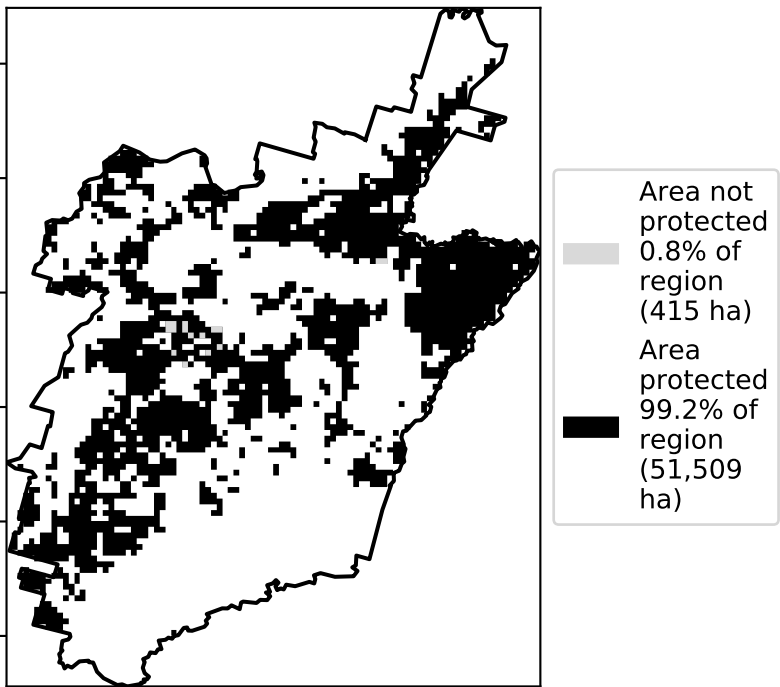 Area not
protected
0.8% of
region
(415 ha)
Area
protected
99.2% of
region
(51,509
ha)